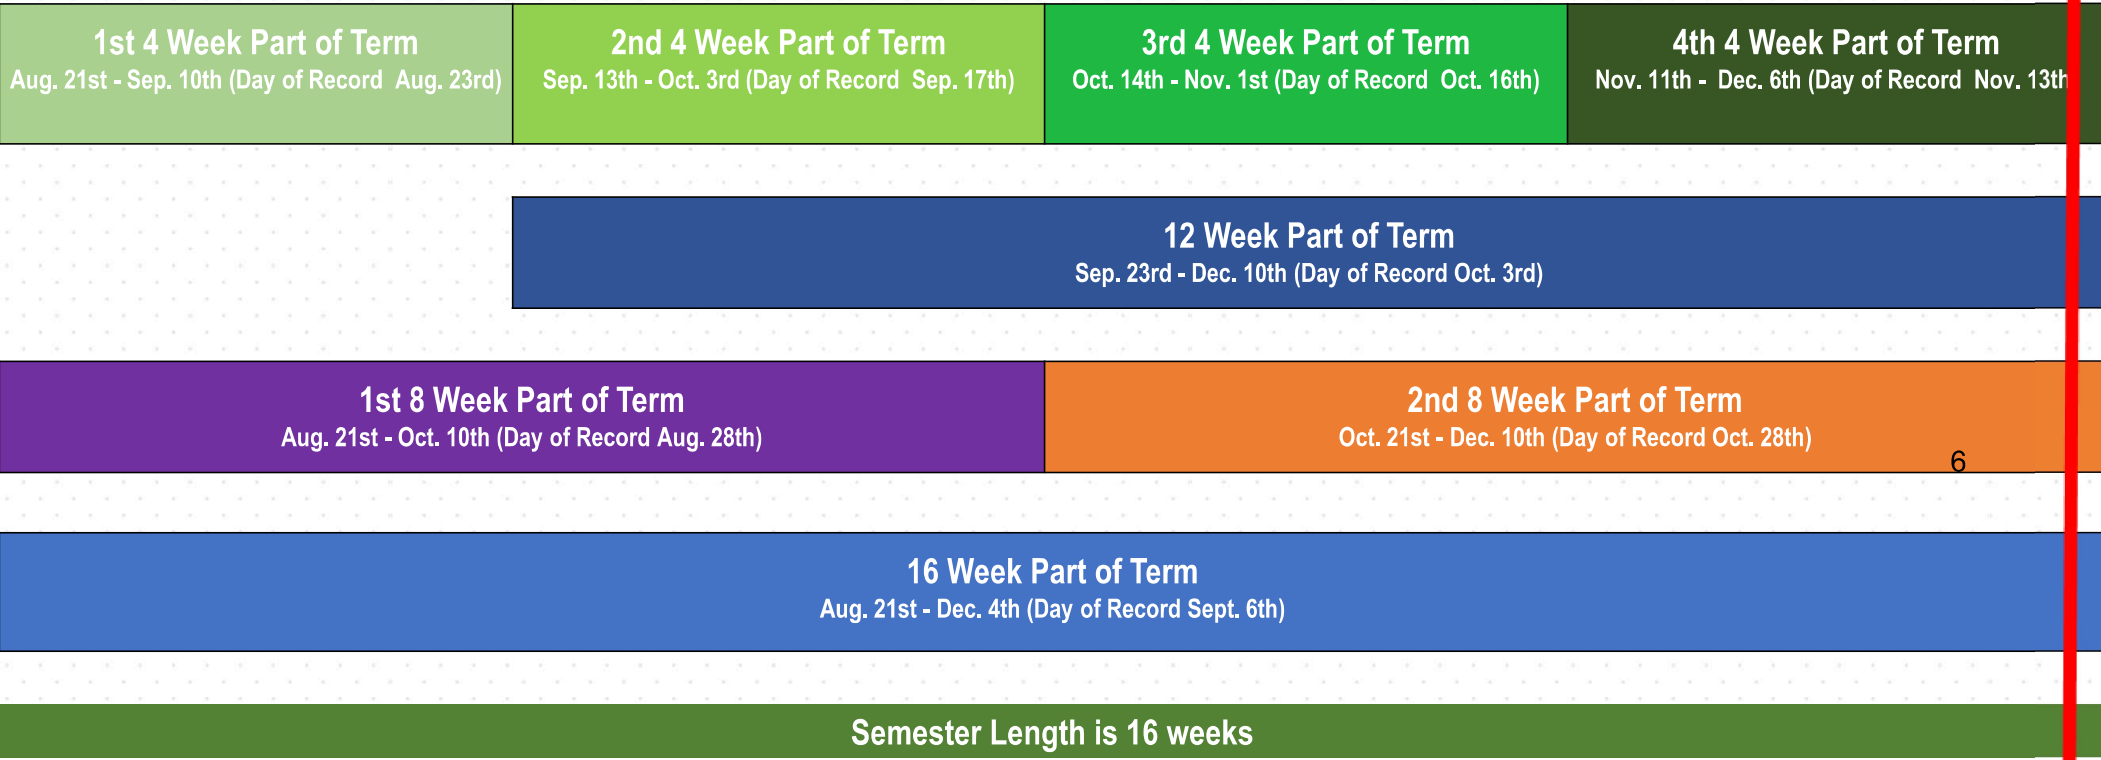 1st 4 Week Part of Term
Aug. 21st - Sep. 10th (Day of Record  Aug. 23rd)
2nd 4 Week Part of Term
Sep. 13th - Oct. 3rd (Day of Record  Sep. 17th)
3rd 4 Week Part of Term
Oct. 14th - Nov. 1st (Day of Record  Oct. 16th)
4th 4 Week Part of Term
Nov. 11th -  Dec. 6th (Day of Record  Nov. 13th
12 Week Part of Term
Sep. 23rd - Dec. 10th (Day of Record Oct. 3rd)
1st 8 Week Part of Term
Aug. 21st - Oct. 10th (Day of Record Aug. 28th)
2nd 8 Week Part of Term
Oct. 21st - Dec. 10th (Day of Record Oct. 28th)
6
16 Week Part of Term
Aug. 21st - Dec. 4th (Day of Record Sept. 6th)
Semester Length is 16 weeks